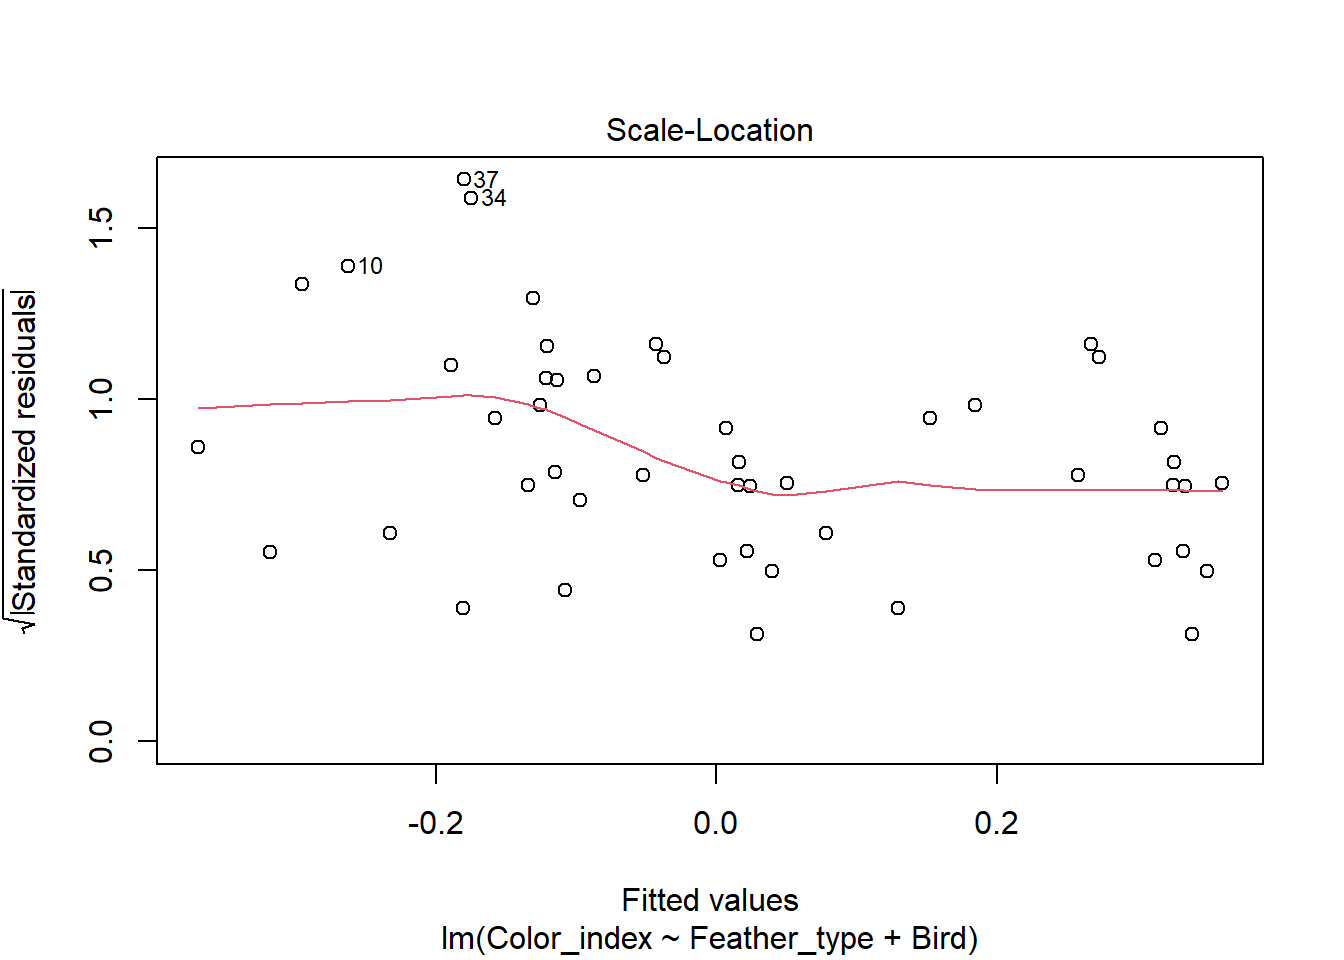 Scale-Location
37
34
10
√|Standardized residuals|
1.5
1.0
0.5
0.0
-0.2
0.0
0.2
Fitted values
lm(Color_index ~ Feather_type + Bird)